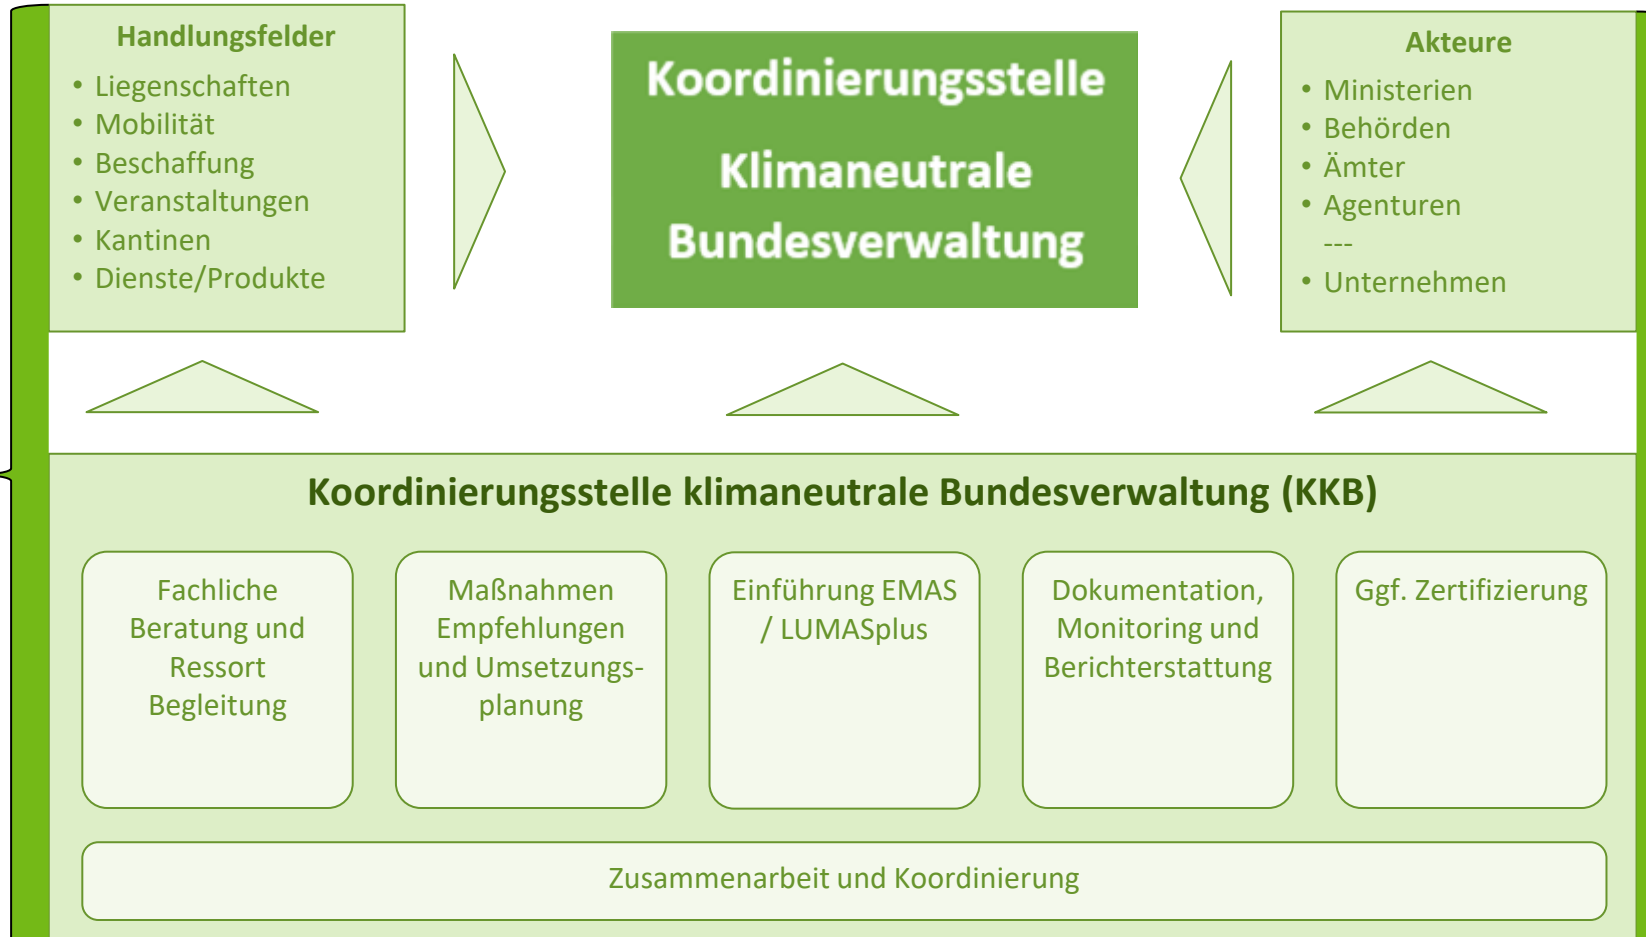 Handlungsfelder
• Liegenschaften
• Mobilität
• Beschaffung
• Veranstaltungen
• Kantinen
• Dienste/Produkte
Koordinierungsstelle
Klimaneutrale
Bundesverwaltung
Akteure
• Ministerien
• Behörden
• Ämter
• Agenturen
---
• Unternehmen
Koordinierungsstelle klimaneutrale Bundesverwaltung (KKB)
Fachliche
Beratung und
Ressort
Begleitung
Maßnahmen
Empfehlungen
und Umsetzungs-
planung
Einführung EMAS
/ LUMASplus
Dokumentation,
Monitoring und
Berichterstattung
Ggf. Zertifizierung
Zusammenarbeit und Koordinierung